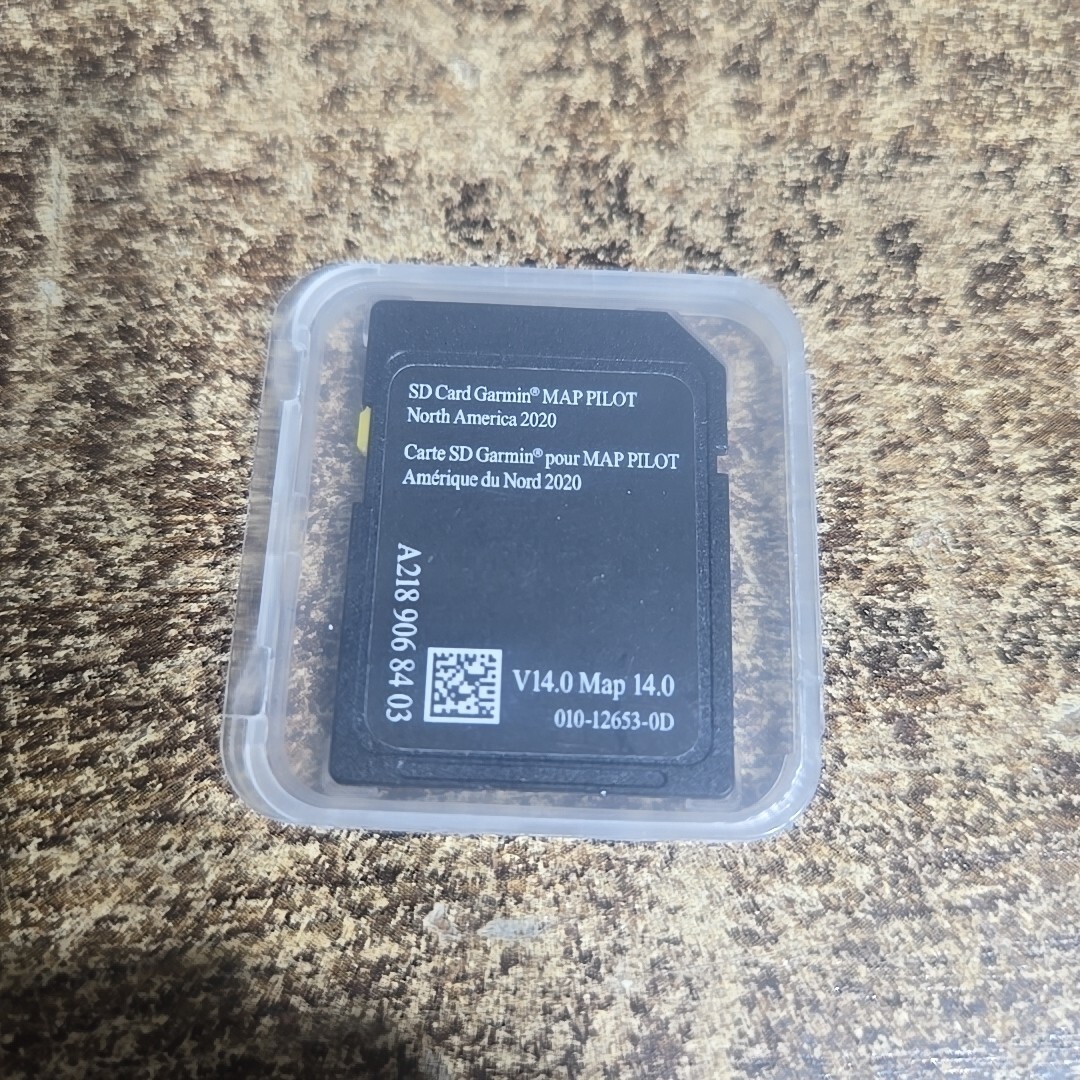 SD Card Garmin® MAP PILOT
North America 2020
Carte SD Garmin® pour MAP PILOT
Amérique du Nord 2020
A218 906 84 03
V14.0 Map 14.0
010-12653-0D